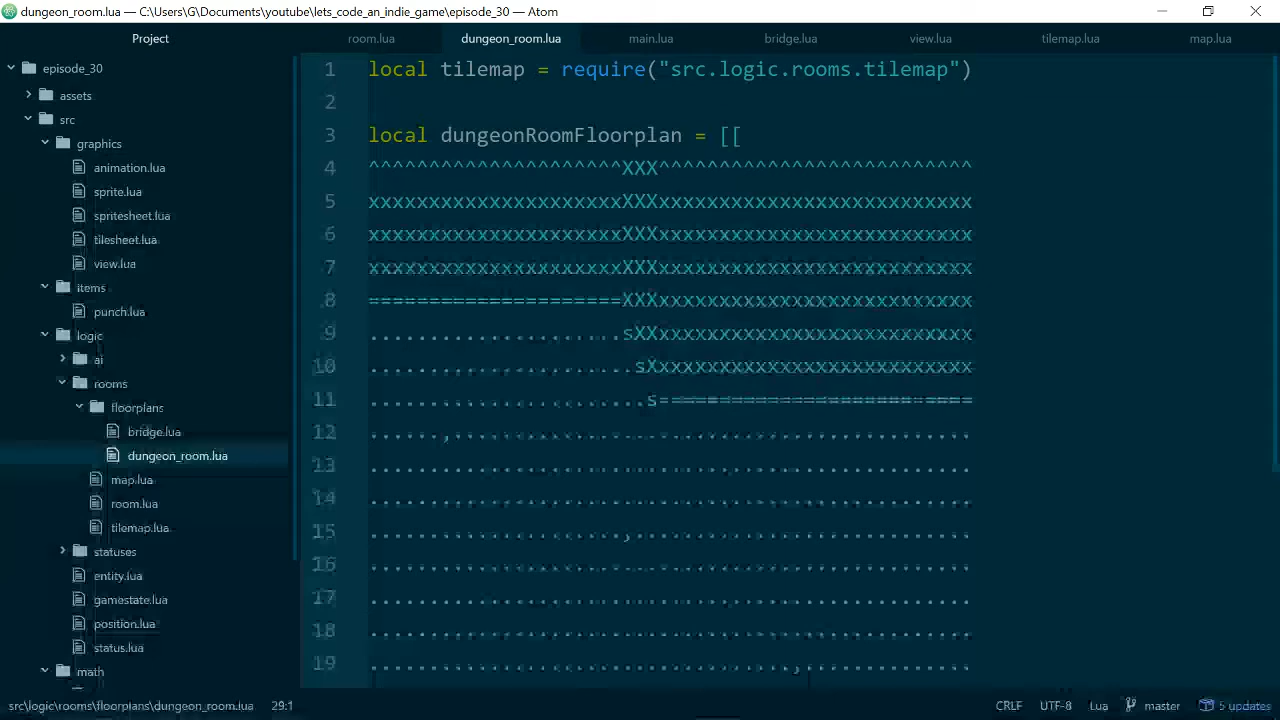 dungeon_room.lua — C:\Users\G\Documents\youtube\lets_code_an_indie_game\episode_30 — Atom
Project
room.lua dungeon_room.lua main.lua bridge.lua view.lua tilemap.lua map.lua
episode_30
assets
src
graphics
animation.lua
sprite.lua
spritesheet.lua
tilesheet.lua
view.lua
items
punch.lua
logic
ai
rooms
floorplans
bridge.lua
dungeon_room.lua
map.lua
room.lua
tilemap.lua
statuses
entity.lua
gamestate.lua
position.lua
status.lua
math
1 local tilemap = require("src.logic.rooms.tilemap")
2
3 local dungeonRoomFloorplan = [[
4 ^^^^^^^^^^^^^^^^^^^^^XXX^^^^^^^^^^^^^^^^^^^^^^^^^^
5 xxxxxxxxxxxxxxxxxxxxxXXXxxxxxxxxxxxxxxxxxxxxxxxxxx
6 xxxxxxxxxxxxxxxxxxxxxXXXxxxxxxxxxxxxxxxxxxxxxxxxxx
7 xxxxxxxxxxxxxxxxxxxxxXXXxxxxxxxxxxxxxxxxxxxxxxxxxx
8 =====================XXXxxxxxxxxxxxxxxxxxxxxxxxxxx
9 .....................sXXxxxxxxxxxxxxxxxxxxxxxxxxxx
10 ......................sXxxxxxxxxxxxxxxxxxxxxxxxxxx
11 .......................s==========================
12 ......,...........................................
13 ..................................................
14 ..................................................
15 .....................,............................
16 ..................................................
17 ..................................................
18 ..................................................
19 ...................................,..............
src\logic\rooms\floorplans\dungeon_room.lua 29:1 CRLF UTF-8 Lua master 5 updates